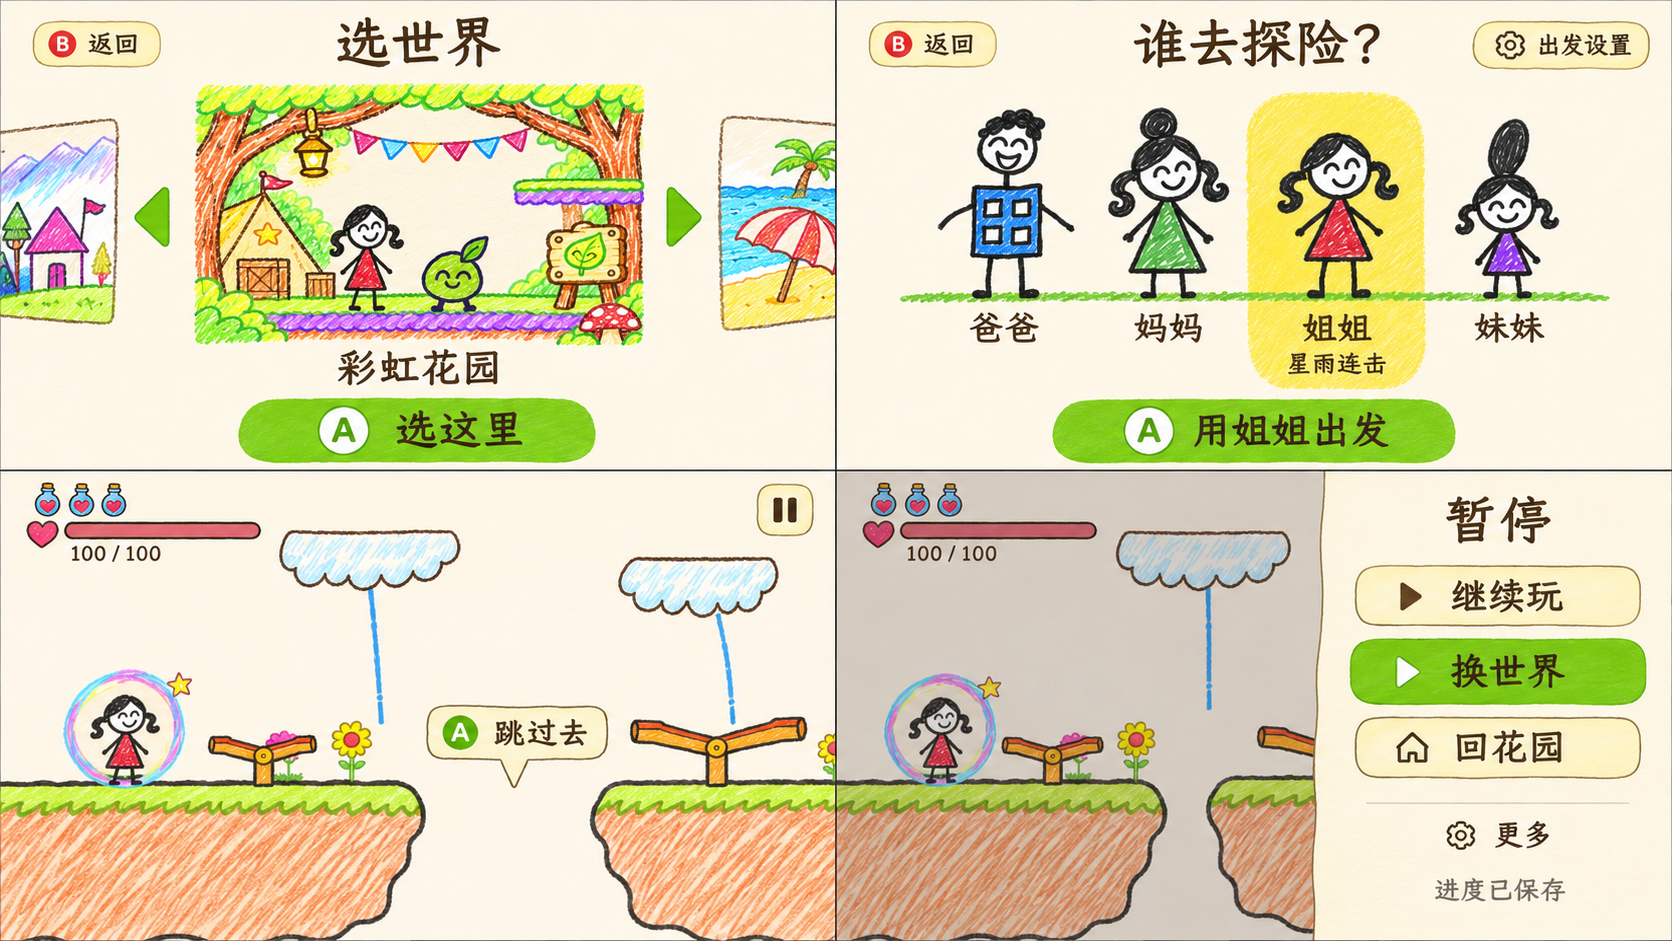 B 返回
选世界
彩虹花园
A 选这里
B 返回
谁去探险?
出发设置
爸爸
妈妈
姐姐
星雨连击
妹妹
A 用姐姐出发
100 / 100
A 跳过去
100 / 100
暂停
继续玩
换世界
回花园
更多
进度已保存